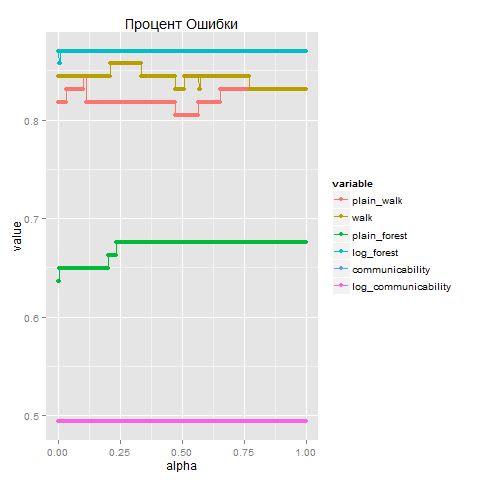 Процент Ошибки
value
0.8
0.7
0.6
0.5
0.00 0.25 0.50 0.75 1.00
alpha
variable
plain_walk
walk
plain_forest
log_forest
communicability
log_communicability